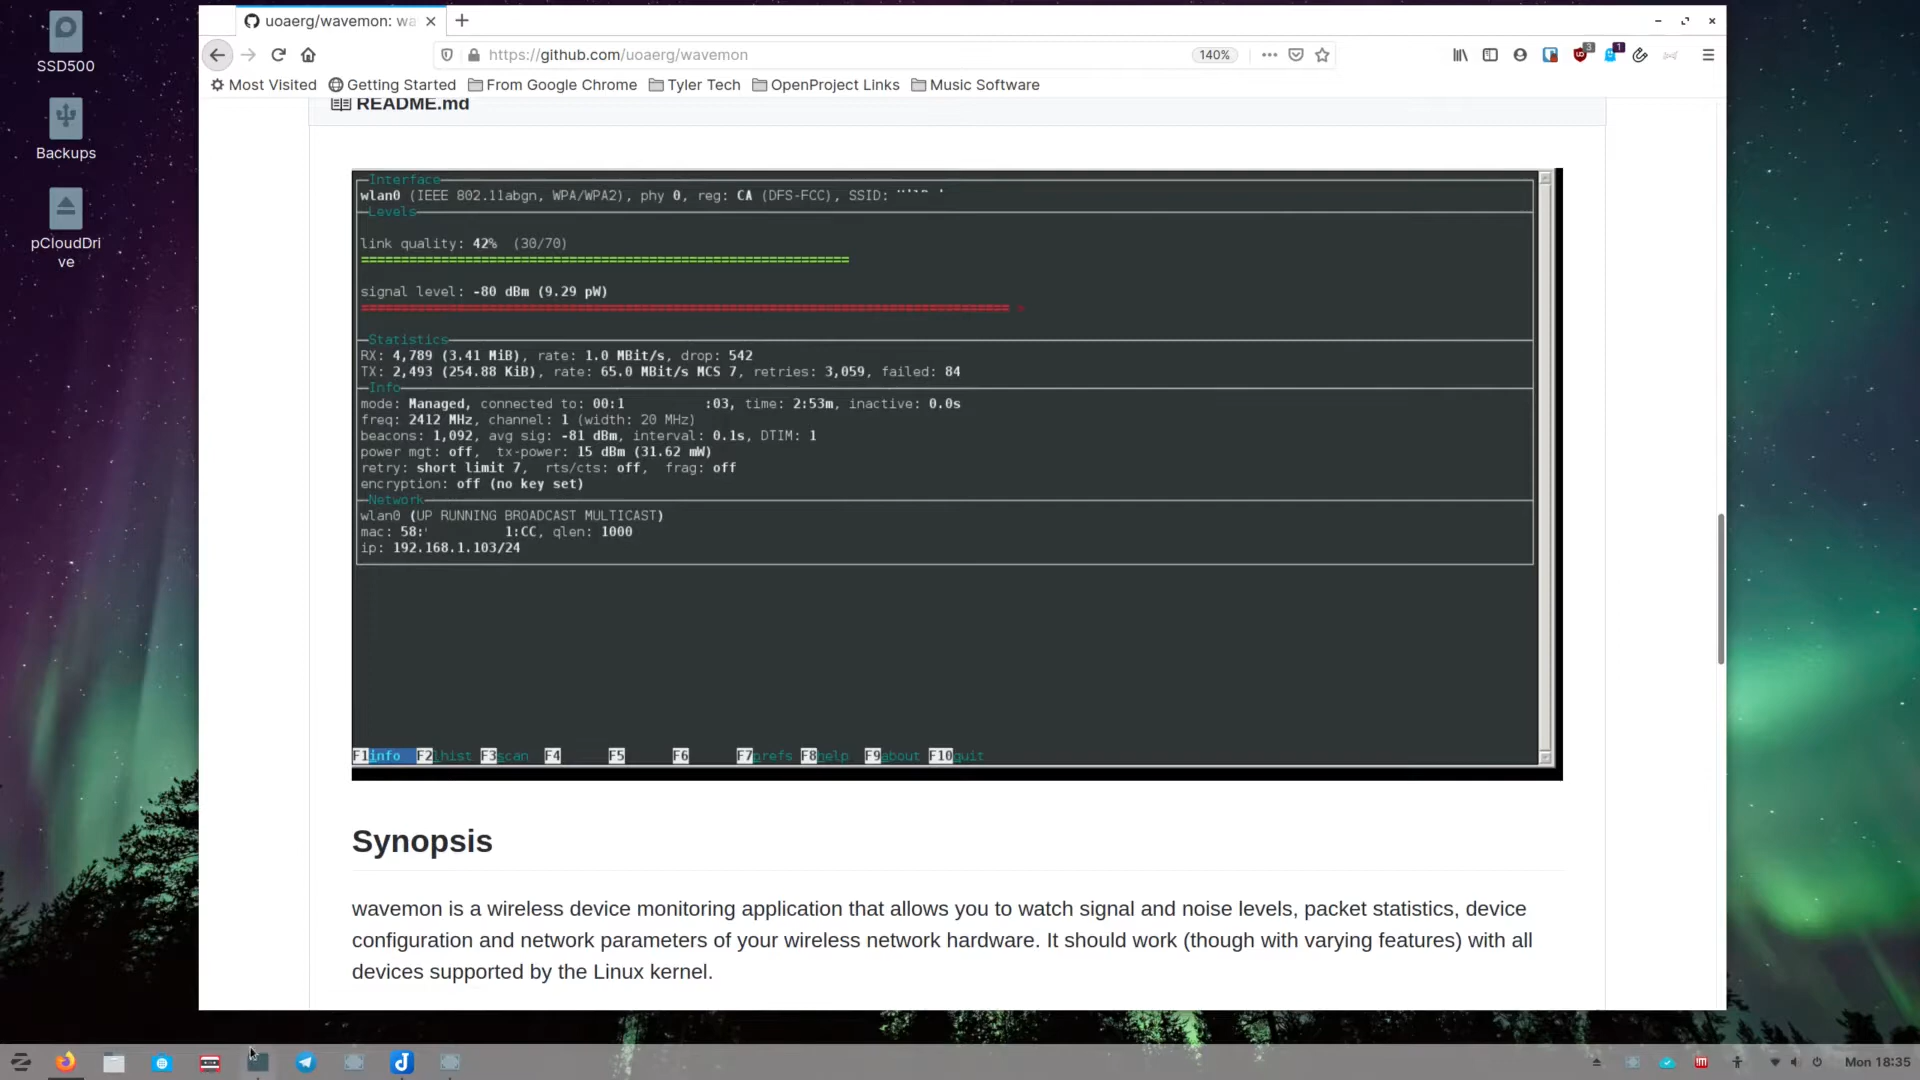 SSD500
Backups
pCloudDri
ve
uoaerg/wavemon: wa
https://github.com/uoaerg/wavemon
140%
3
1
Most Visited
Getting Started
From Google Chrome
Tyler Tech
OpenProject Links
Music Software
README.md
Interface
wlan0 (IEEE 802.11abgn, WPA/WPA2), phy 0, reg: CA (DFS-FCC), SSID:
Levels
link quality: 42% (30/70)
signal level: -80 dBm (9.29 pW)
Statistics
RX: 4,789 (3.41 MiB), rate: 1.0 MBit/s, drop: 542
TX: 2,493 (254.88 KiB), rate: 65.0 MBit/s MCS 7, retries: 3,059, failed: 84
Info
mode: Managed, connected to: 00:1 :03, time: 2:53m, inactive: 0.0s
freq: 2412 MHz, channel: 1 (width: 20 MHz)
beacons: 1,092, avg sig: -81 dBm, interval: 0.1s, DTIM: 1
power mgt: off, tx-power: 15 dBm (31.62 mW)
retry: short limit 7, rts/cts: off, frag: off
encryption: off (no key set)
Network
wlan0 (UP RUNNING BROADCAST MULTICAST)
mac: 58: 1:CC, qlen: 1000
ip: 192.168.1.103/24
F1info F2lhist F3scan F4 F5 F6 F7prefs F8help F9about F10quit
Synopsis
wavemon is a wireless device monitoring application that allows you to watch signal and noise levels, packet statistics, device
configuration and network parameters of your wireless network hardware. It should work (though with varying features) with all
devices supported by the Linux kernel.
Mon 18:35